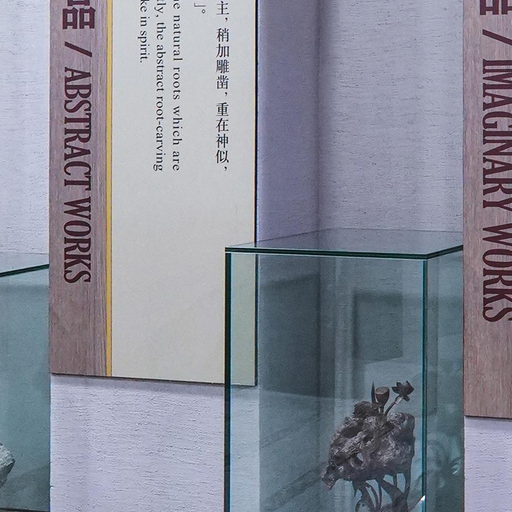 品 / ABSTRACT WORKS
主，稍加雕凿，重在神似，
」。
he natural roots which are
ly, the abstract root-carving
ke in spirit.
品 / IMAGINARY WORKS